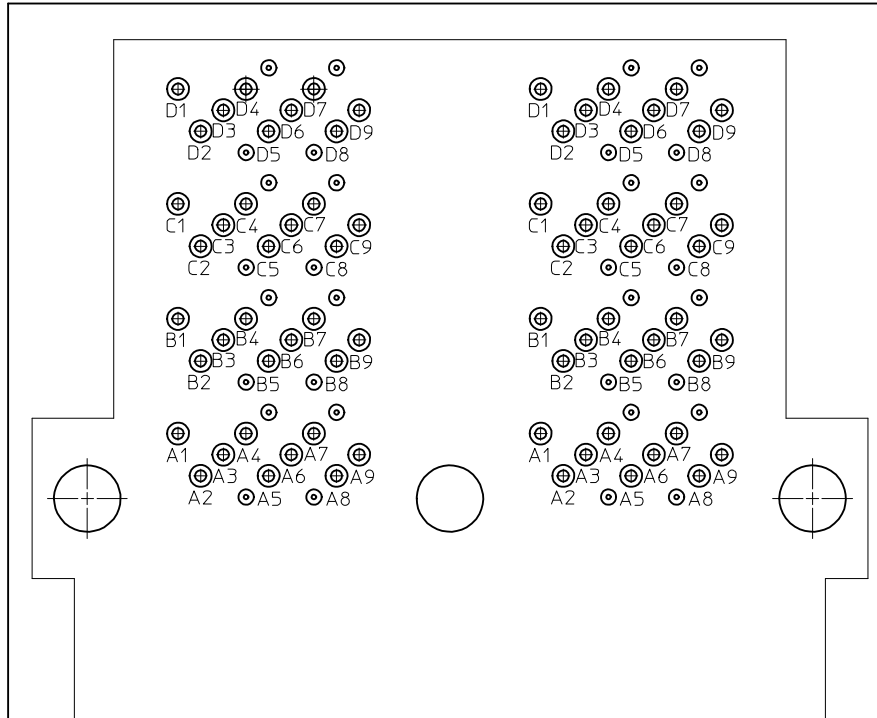 D1 D4 D7 D1 D4 D7
D3 D6 D9 D3 D6 D9
D2 D5 D8 D2 D5 D8
C1 C4 C7 C1 C4 C7
C3 C6 C9 C3 C6 C9
C2 C5 C8 C2 C5 C8
B1 B4 B7 B1 B4 B7
B3 B6 B9 B3 B6 B9
B2 B5 B8 B2 B5 B8
A1 A4 A7 A1 A4 A7
A3 A6 A9 A3 A6 A9
A2 A5 A8 A2 A5 A8